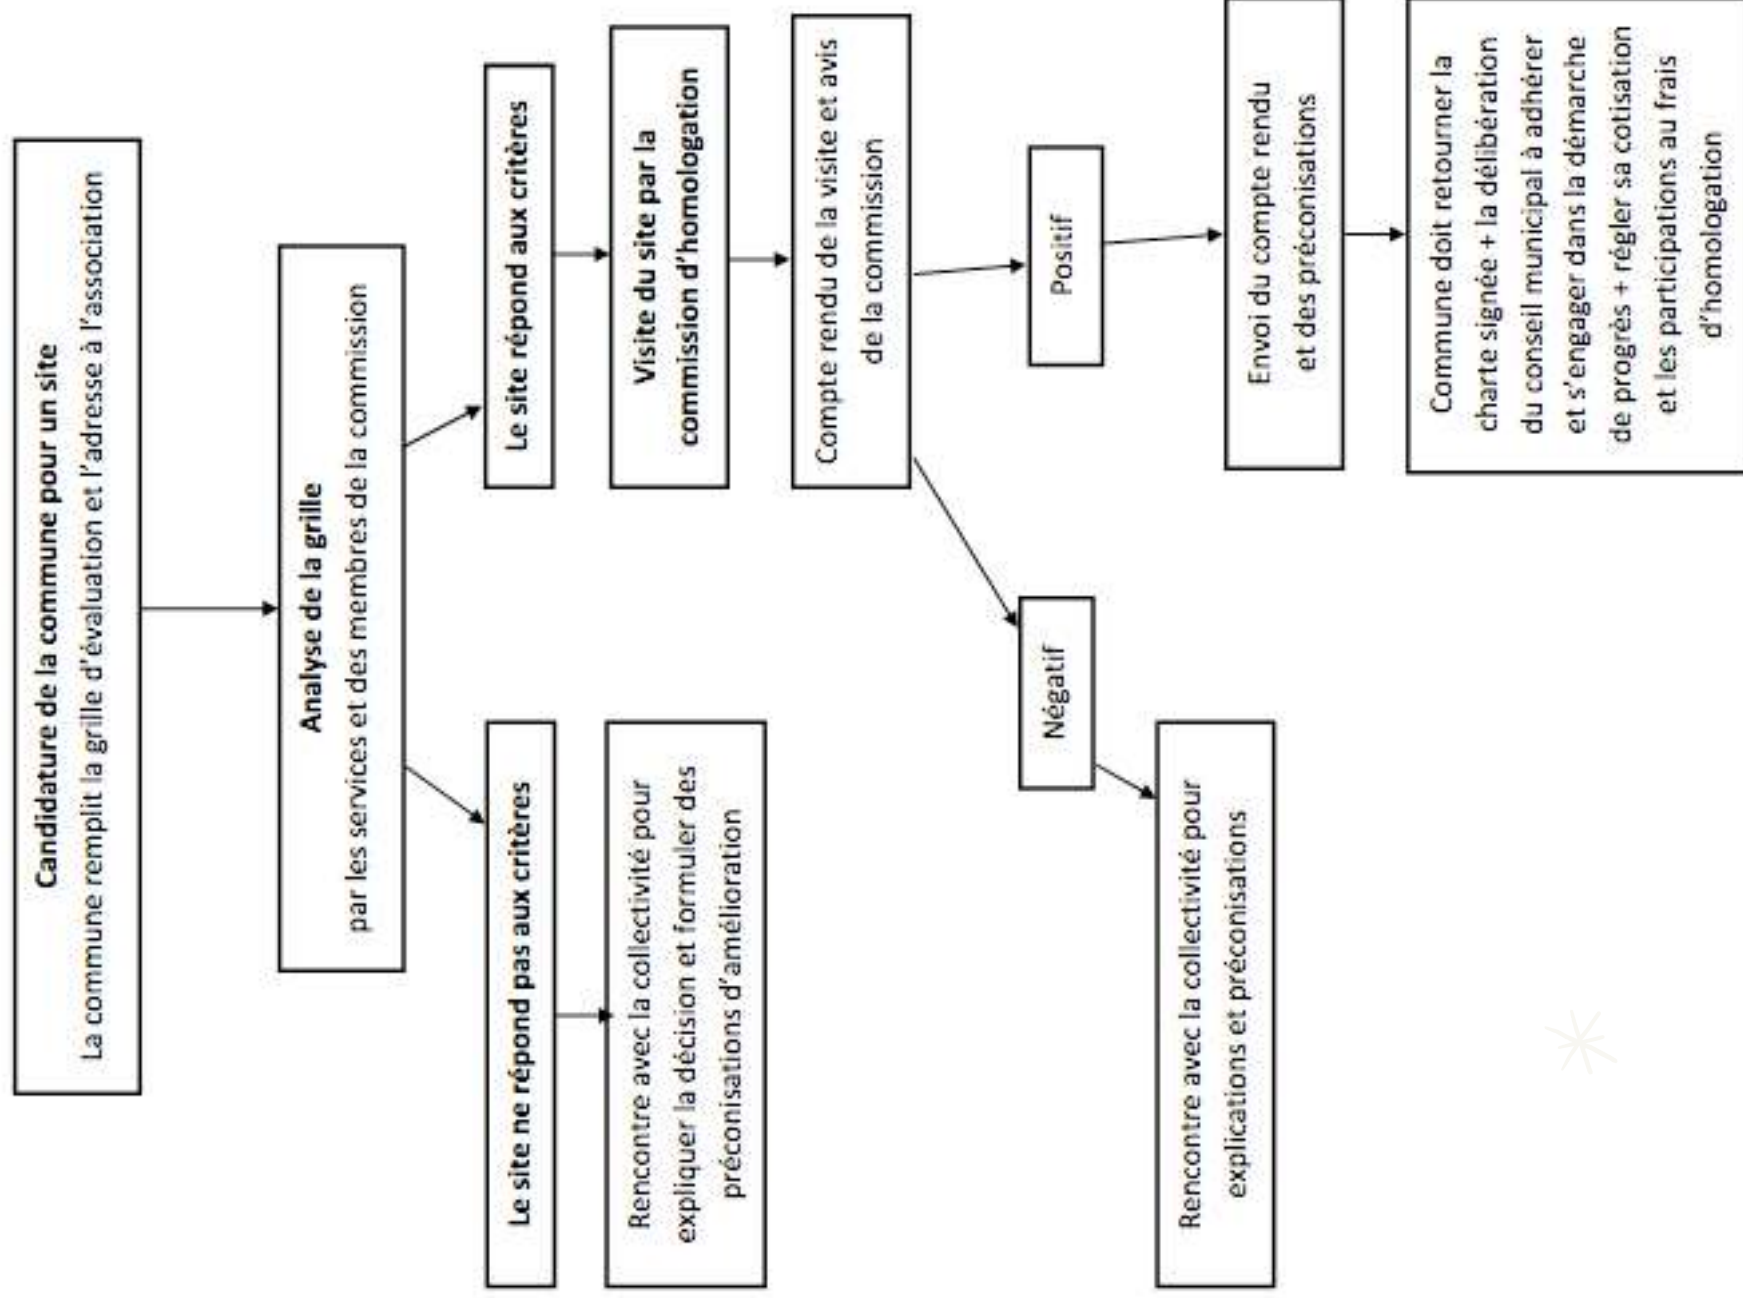 Candidature de la commune pour un site
La commune remplit la grille d'évaluation et l'adresse à l'association
Analyse de la grille
par les services et des membres de la commission
Le site ne répond pas aux critères
Rencontre avec la collectivité pour
expliquer la décision et formuler des
préconisations d'amélioration
Le site répond aux critères
Visite du site par la
commission d'homologation
Compte rendu de la visite et avis
de la commission
Négatif
Rencontre avec la collectivité pour
explications et préconisations
Positif
Envoi du compte rendu
et des préconisations
Commune doit retourner la
charte signée + la délibération
du conseil municipal à adhérer
et s'engager dans la démarche
de progrès + régler sa cotisation
et les participations au frais
d'homologation